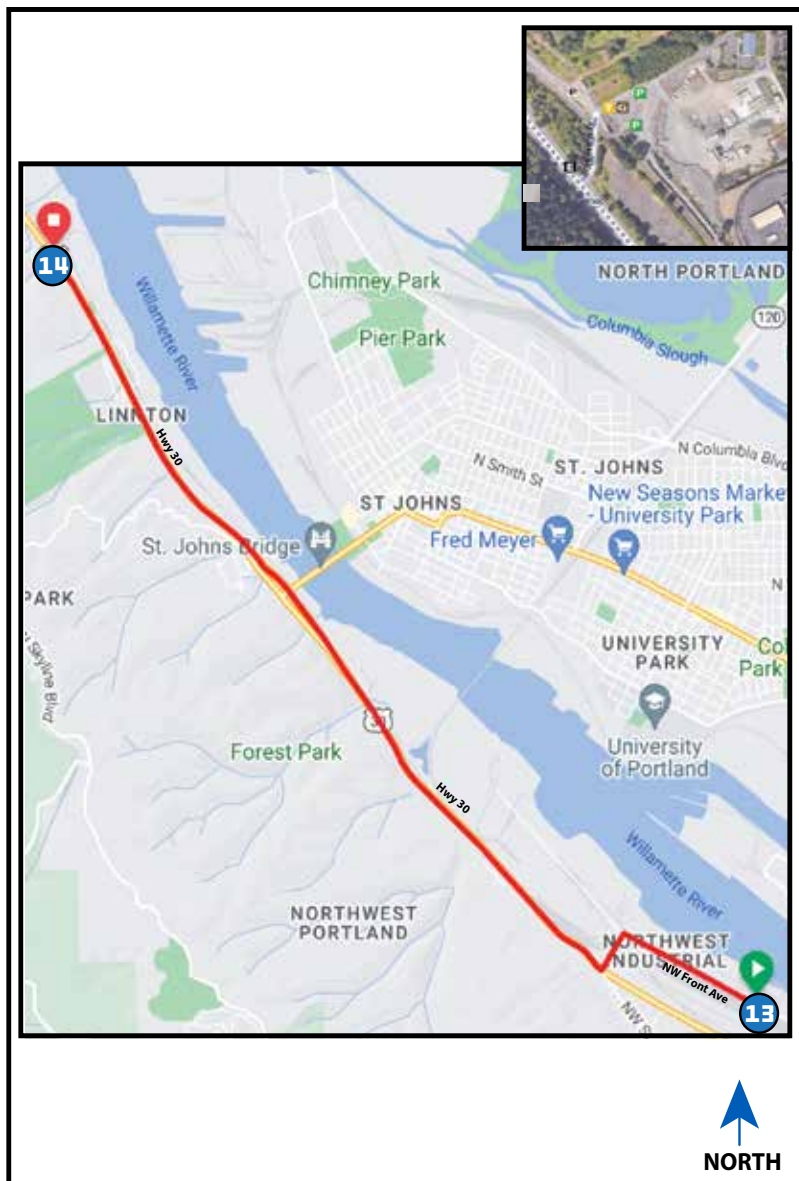 P
P
P
NORTH PORTLAND
14
Chimney Park
Willamette River
120
Columbia Slough
Pier Park
LINNTON
Hwy 30
N Columbia Blvd
N Smith St
ST. JOHNS
ST JOHNS
New Seasons Marke
- University Park
St. Johns Bridge
Fred Meyer
PARK
N
UNIVERSITY
PARK
Col
Park
Skyline Blvd
30
Forest Park
University
of Portland
Hwy 30
Willamette River
NORTHWEST
PORTLAND
NORTHWEST
INDUSTRIAL
NW Front Ave
13
NW S
NORTH